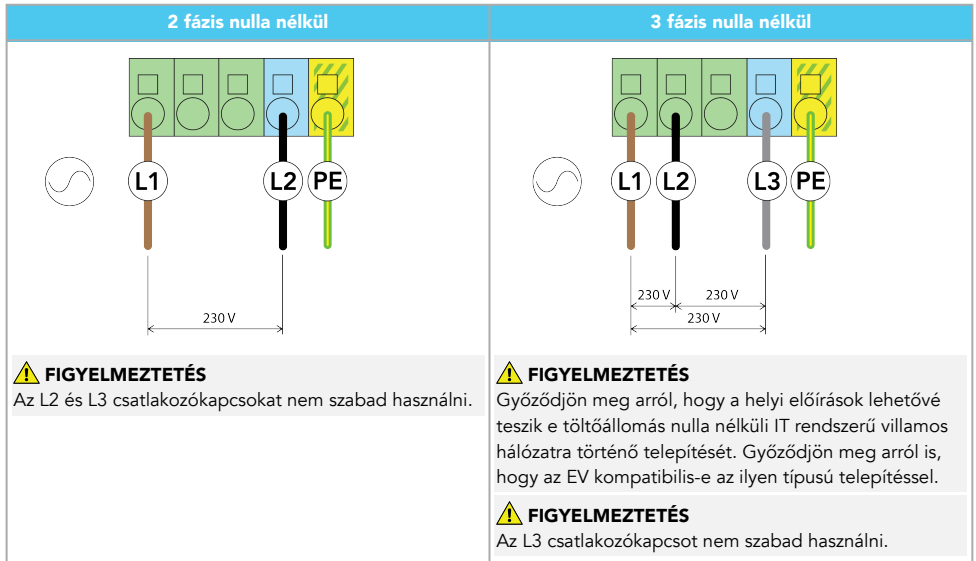 2 fázis nulla nélkül
L1
L2
PE
230 V
FIGYELMEZTETÉS
Az L2 és L3 csatlakozókapcsokat nem szabad használni.
3 fázis nulla nélkül
L1
L2
L3
PE
230 V
230 V
230 V
FIGYELMEZTETÉS
Győződjön meg arról, hogy a helyi előírások lehetővé
teszik e töltőállomás nulla nélküli IT rendszerű villamos
hálózatra történő telepítését. Győződjön meg arról is,
hogy az EV kompatibilis-e az ilyen típusú telepítéssel.
FIGYELMEZTETÉS
Az L3 csatlakozókapcsot nem szabad használni.